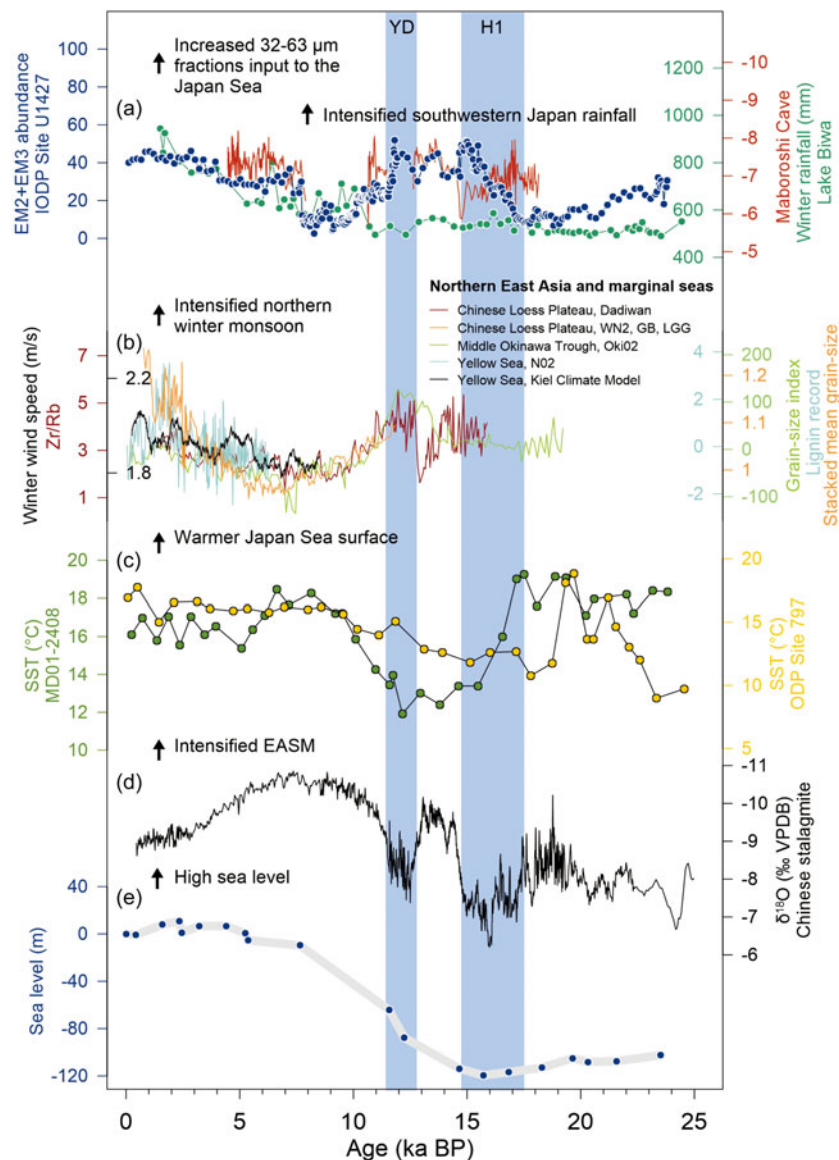 YD
H1
100
80
60
40
20
0
EM2+EM3 abundance
IODP Site U1427
Increased 32-63 µm
fractions input to the
Japan Sea
(a)
Intensified southwestern Japan rainfall
-10
-9
-8
-7
-6
-5
Maboroshi Cave
1200
1000
800
600
400
Winter rainfall (mm)
Lake Biwa
Intensified northern
winter monsoon
(b)
Northern East Asia and marginal seas
Chinese Loess Plateau, Dadiwan
Chinese Loess Plateau, WN2, GB, LGG
Middle Okinawa Trough, Oki02
Yellow Sea, N02
Yellow Sea, Kiel Climate Model
Winter wind speed (m/s)
2.2
1.8
Zr/Rb
7
5
3
1
200
100
0
-100
Grain-size index
4
2
0
-2
Lignin record
1.2
1.1
1
Stacked mean grain-size
(c)
Warmer Japan Sea surface
20
18
16
14
12
10
SST (°C)
MD01-2408
20
15
10
5
SST (°C)
ODP Site 797
Intensified EASM
(d)
-11
-10
-9
-8
-7
-6
δ18O (‰ VPDB)
Chinese stalagmite
High sea level
(e)
40
0
-40
-80
-120
Sea level (m)
0
5
10
15
20
25
Age (ka BP)